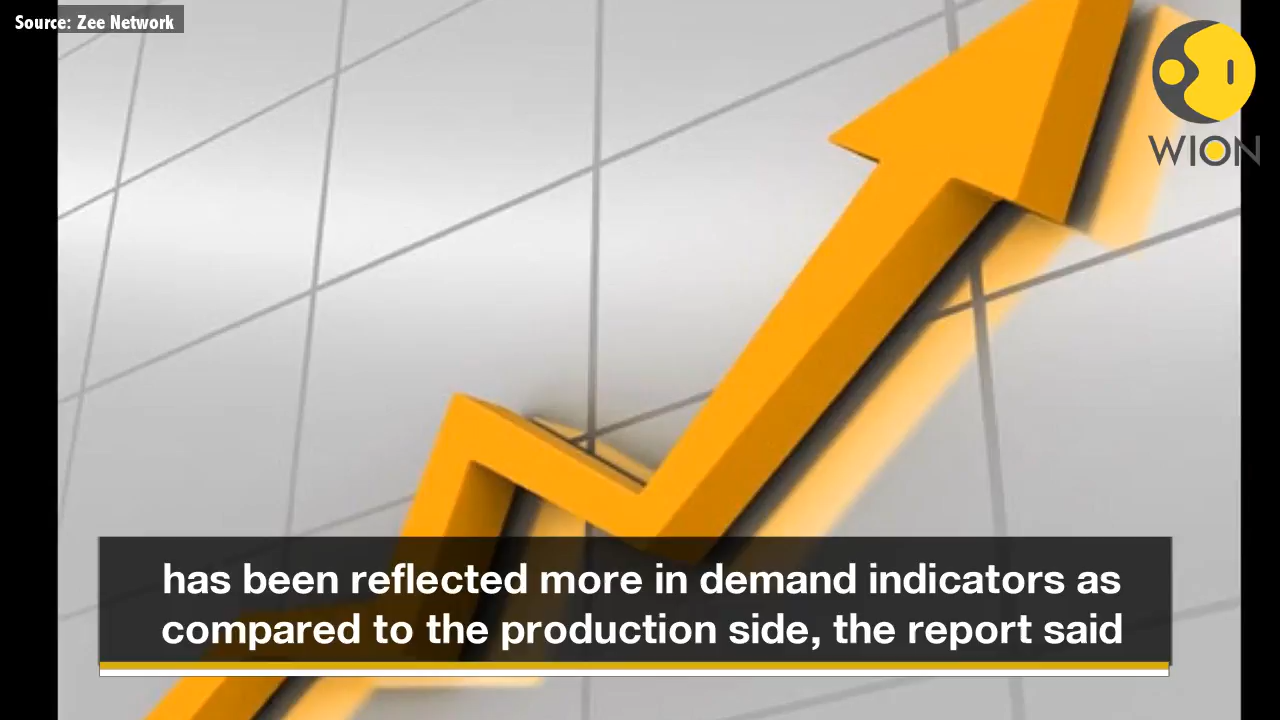 Source: Zee Network
WION
has been reflected more in demand indicators as
compared to the production side, the report said